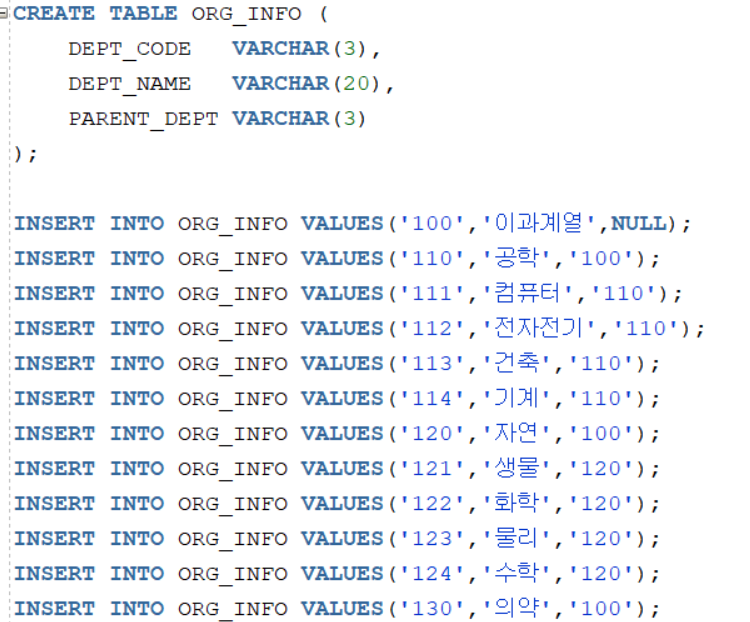 CREATE TABLE ORG_INFO (
DEPT_CODE VARCHAR(3),
DEPT_NAME VARCHAR(20),
PARENT_DEPT VARCHAR(3)
);
INSERT INTO ORG_INFO VALUES('100','이과계열',NULL);
INSERT INTO ORG_INFO VALUES('110','공학','100');
INSERT INTO ORG_INFO VALUES('111','컴퓨터','110');
INSERT INTO ORG_INFO VALUES('112','전자전기','110');
INSERT INTO ORG_INFO VALUES('113','건축','110');
INSERT INTO ORG_INFO VALUES('114','기계','110');
INSERT INTO ORG_INFO VALUES('120','자연','100');
INSERT INTO ORG_INFO VALUES('121','생물','120');
INSERT INTO ORG_INFO VALUES('122','화학','120');
INSERT INTO ORG_INFO VALUES('123','물리','120');
INSERT INTO ORG_INFO VALUES('124','수학','120');
INSERT INTO ORG_INFO VALUES('130','의약','100');